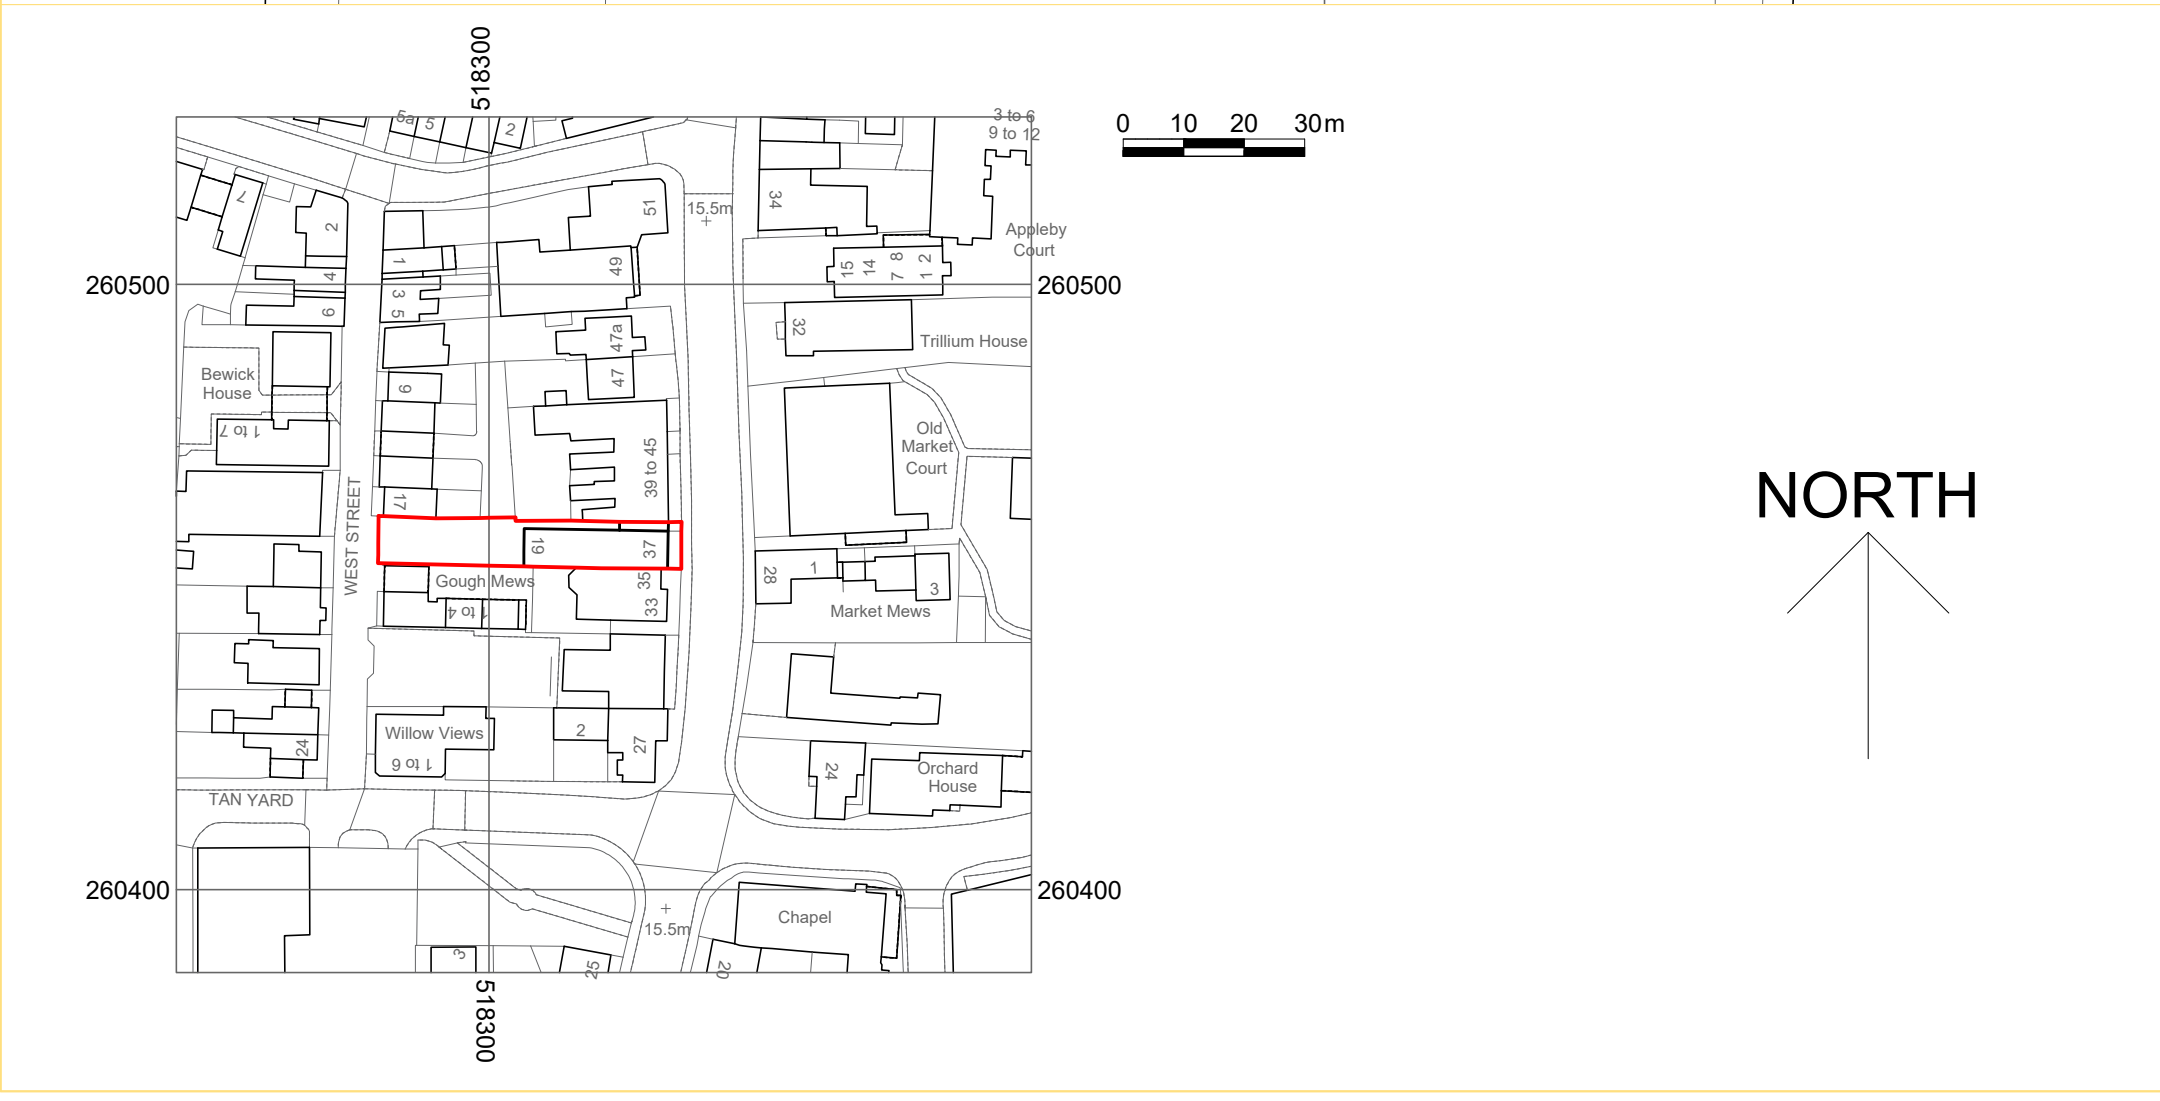 518300
0 10 20 30m
5a
5
2
3 to 6
9 to 12
7
2
51
15.5m
34
Appleby
Court
1
4
49
15
14
8
7
2
1
260500
260500
3
5
6
32
47a
Trillium House
Bewick
House
9
47
1 to 7
Old
Market
Court
39 to 45
NORTH
17
WEST STREET
19
37
Gough Mews
35
33
1 to 4
28
1
3
Market Mews
Willow Views
1 to 6
2
27
24
24
Orchard
House
TAN YARD
260400
260400
Chapel
15.5m
3
25
20
518300